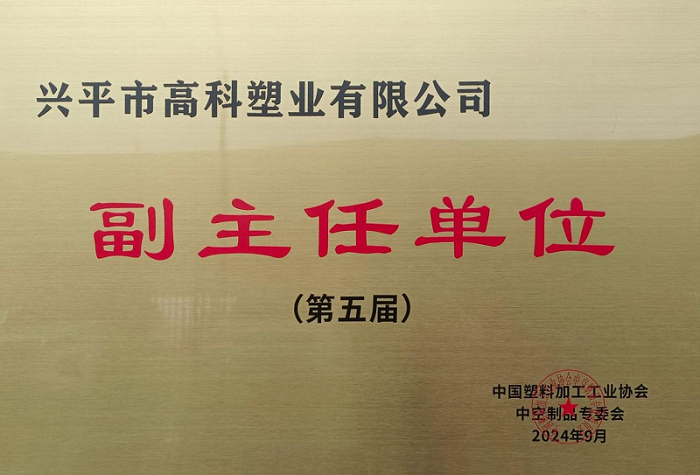 兴平市高科塑业有限公司
副主任单位
（第五届）
中国塑料加工工业协会
中空制品专委会
2024年9月